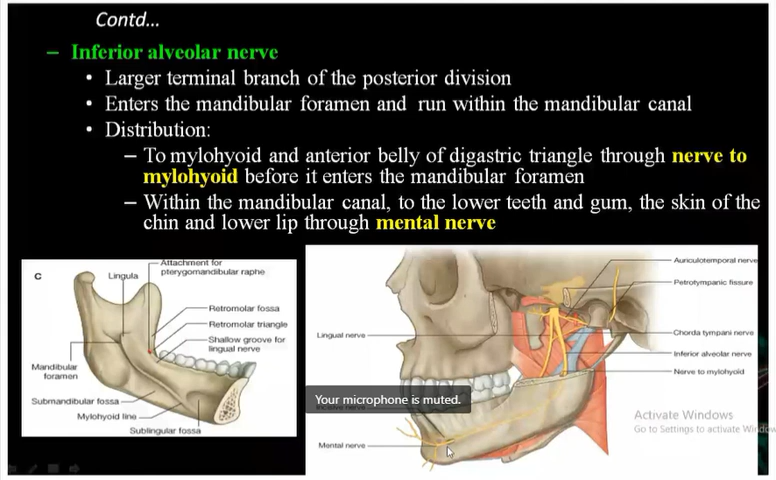 Contd...
– Inferior alveolar nerve
• Larger terminal branch of the posterior division
• Enters the mandibular foramen and run within the mandibular canal
• Distribution:
– To mylohyoid and anterior belly of digastric triangle through nerve to
mylohyoid before it enters the mandibular foramen
– Within the mandibular canal, to the lower teeth and gum, the skin of the
chin and lower lip through mental nerve
C
Lingula
Attachment for
pterygomandibular raphe
Retromolar fossa
Retromolar triangle
Shallow groove for
lingual nerve
Mandibular
foramen
Submandibular fossa
Mylohyoid line
Sublingular fossa
Auriculotemporal nerve
Petrotympanic fissure
Lingual nerve
Chorda tympani nerve
Inferior alveolar nerve
Nerve to mylohyoid
Your microphone is muted.
Incisive nerve
Mental nerve
Activate Windows
Go to Settings to activate Window